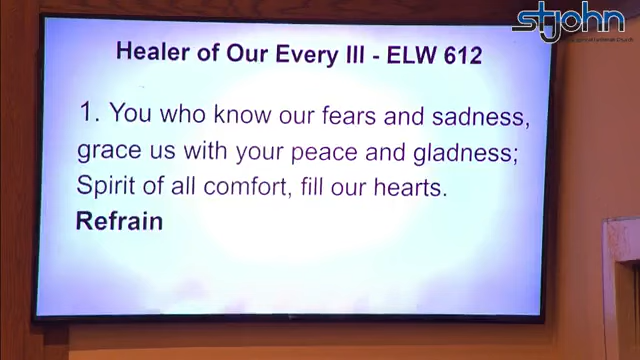 stjohn
Healer of Our Every Ill - ELW 612
1. You who know our fears and sadness,
grace us with your peace and gladness;
Spirit of all comfort, fill our hearts.
Refrain